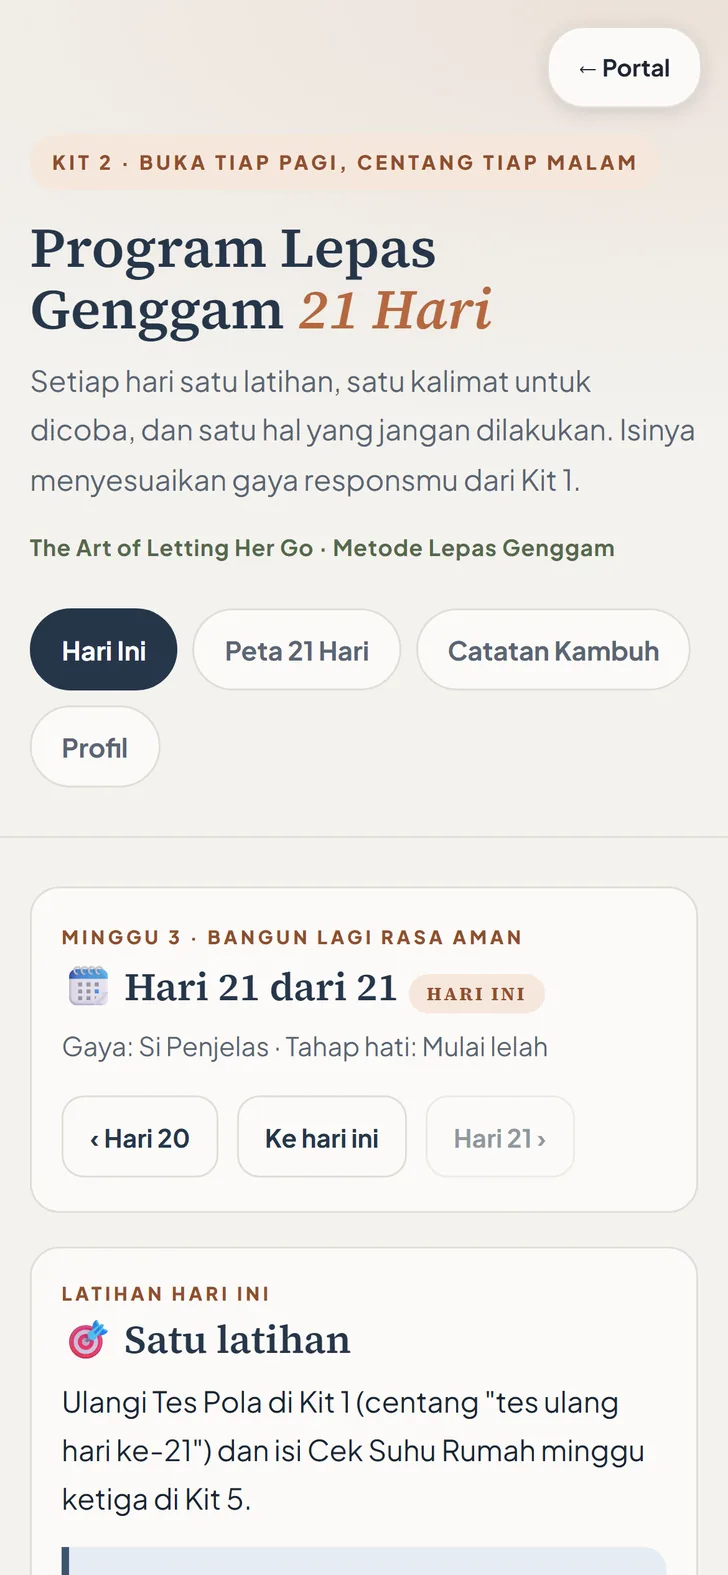 ← Portal
KIT 2 · BUKA TIAP PAGI, CENTANG TIAP MALAM
Program Lepas
Genggam 21 Hari
Setiap hari satu latihan, satu kalimat untuk
dicoba, dan satu hal yang jangan dilakukan. Isinya
menyesuaikan gaya responsmu dari Kit 1.
The Art of Letting Her Go · Metode Lepas Genggam
Hari Ini
Peta 21 Hari
Catatan Kambuh
Profil
MINGGU 3 · BANGUN LAGI RASA AMAN
Hari 21 dari 21 HARI INI
Gaya: Si Penjelas · Tahap hati: Mulai lelah
‹ Hari 20
Ke hari ini
Hari 21 ›
LATIHAN HARI INI
Satu latihan
Ulangi Tes Pola di Kit 1 (centang "tes ulang
hari ke-21") dan isi Cek Suhu Rumah minggu
ketiga di Kit 5.